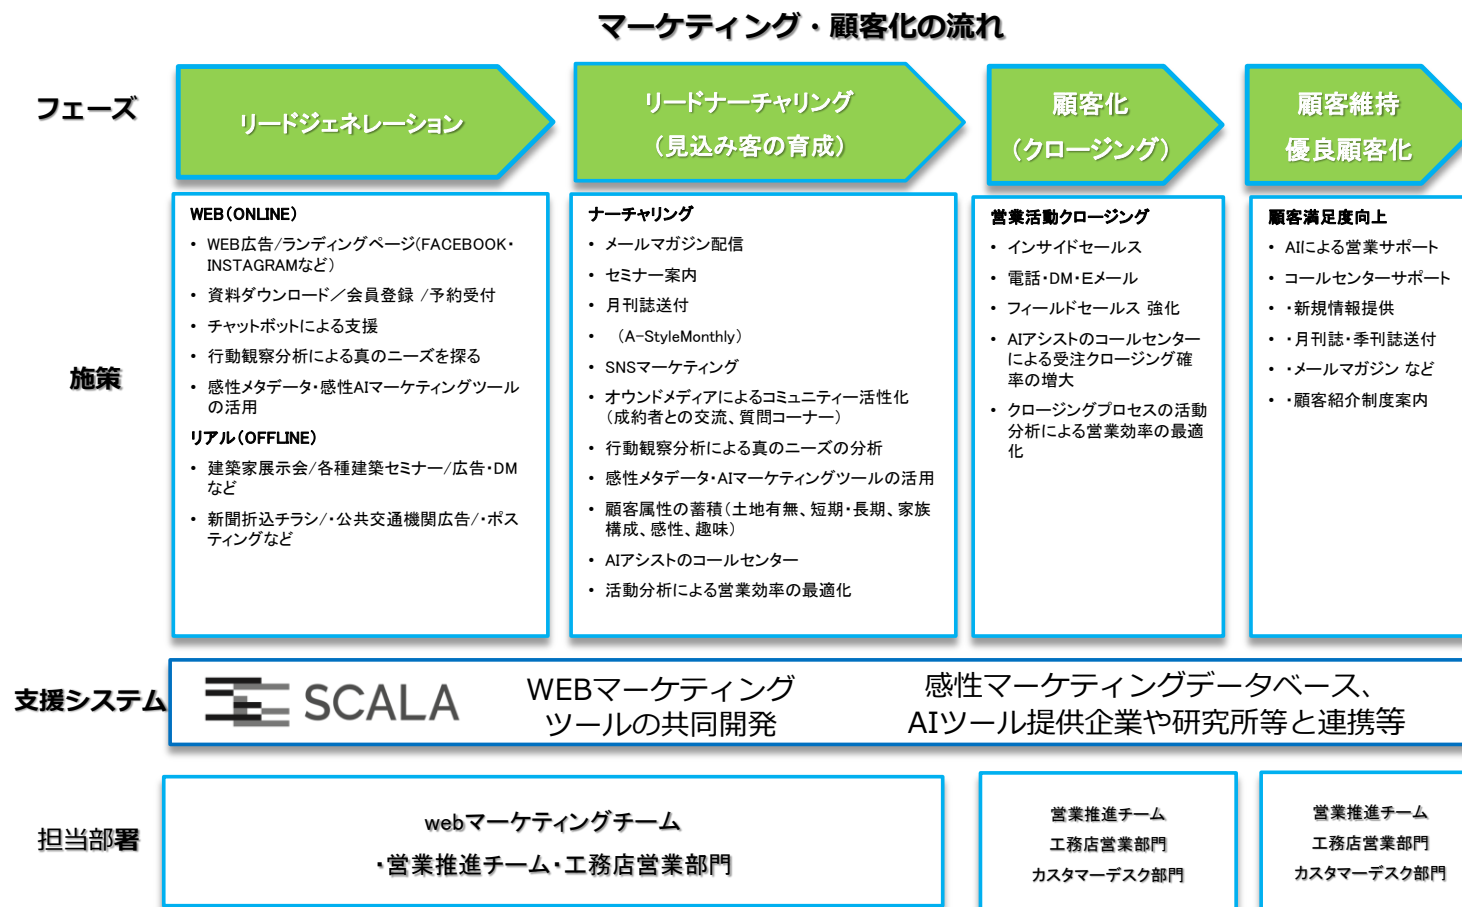 マーケティング・顧客化の流れ
フェーズ
リードジェネレーション
リードナーチャリング
（見込み客の育成）
顧客化
（クロージング）
顧客維持
優良顧客化
施策
WEB（ONLINE）
• WEB広告/ランディングページ(FACEBOOK・
INSTAGRAMなど）
• 資料ダウンロード／会員登録 /予約受付
• チャットボットによる支援
• 行動観察分析による真のニーズを探る
• 感性メタデータ・感性AIマーケティングツール
の活用
リアル（OFFLINE）
• 建築家展示会/各種建築セミナー/広告・DM
など
• 新聞折込チラシ/・公共交通機関広告/・ポス
ティングなど
ナーチャリング
• メールマガジン配信
• セミナー案内
• 月刊誌送付
• （A-StyleMonthly）
• SNSマーケティング
• オウンドメディアによるコミュニティー活性化
（成約者との交流、質問コーナー）
• 行動観察分析による真のニーズの分析
• 感性メタデータ・AIマーケティングツールの活用
• 顧客属性の蓄積（土地有無、短期・長期、家族
構成、感性、趣味）
• AIアシストのコールセンター
• 活動分析による営業効率の最適化
営業活動クロージング
• インサイドセールス
• 電話・DM・Eメール
• フィールドセールス 強化
• AIアシストのコールセンター
による受注クロージング確
率の増大
• クロージングプロセスの活動
分析による営業効率の最適
化
顧客満足度向上
• AIによる営業サポート
• コールセンターサポート
• ・新規情報提供
• ・月刊誌・季刊誌送付
• ・メールマガジン など
• ・顧客紹介制度案内
支援システム
SCALA
WEBマーケティング
ツールの共同開発
感性マーケティングデータベース、
AIツール提供企業や研究所等と連携等
担当部署
webマーケティングチーム
・営業推進チーム・工務店営業部門
営業推進チーム
工務店営業部門
カスタマーデスク部門
営業推進チーム
工務店営業部門
カスタマーデスク部門